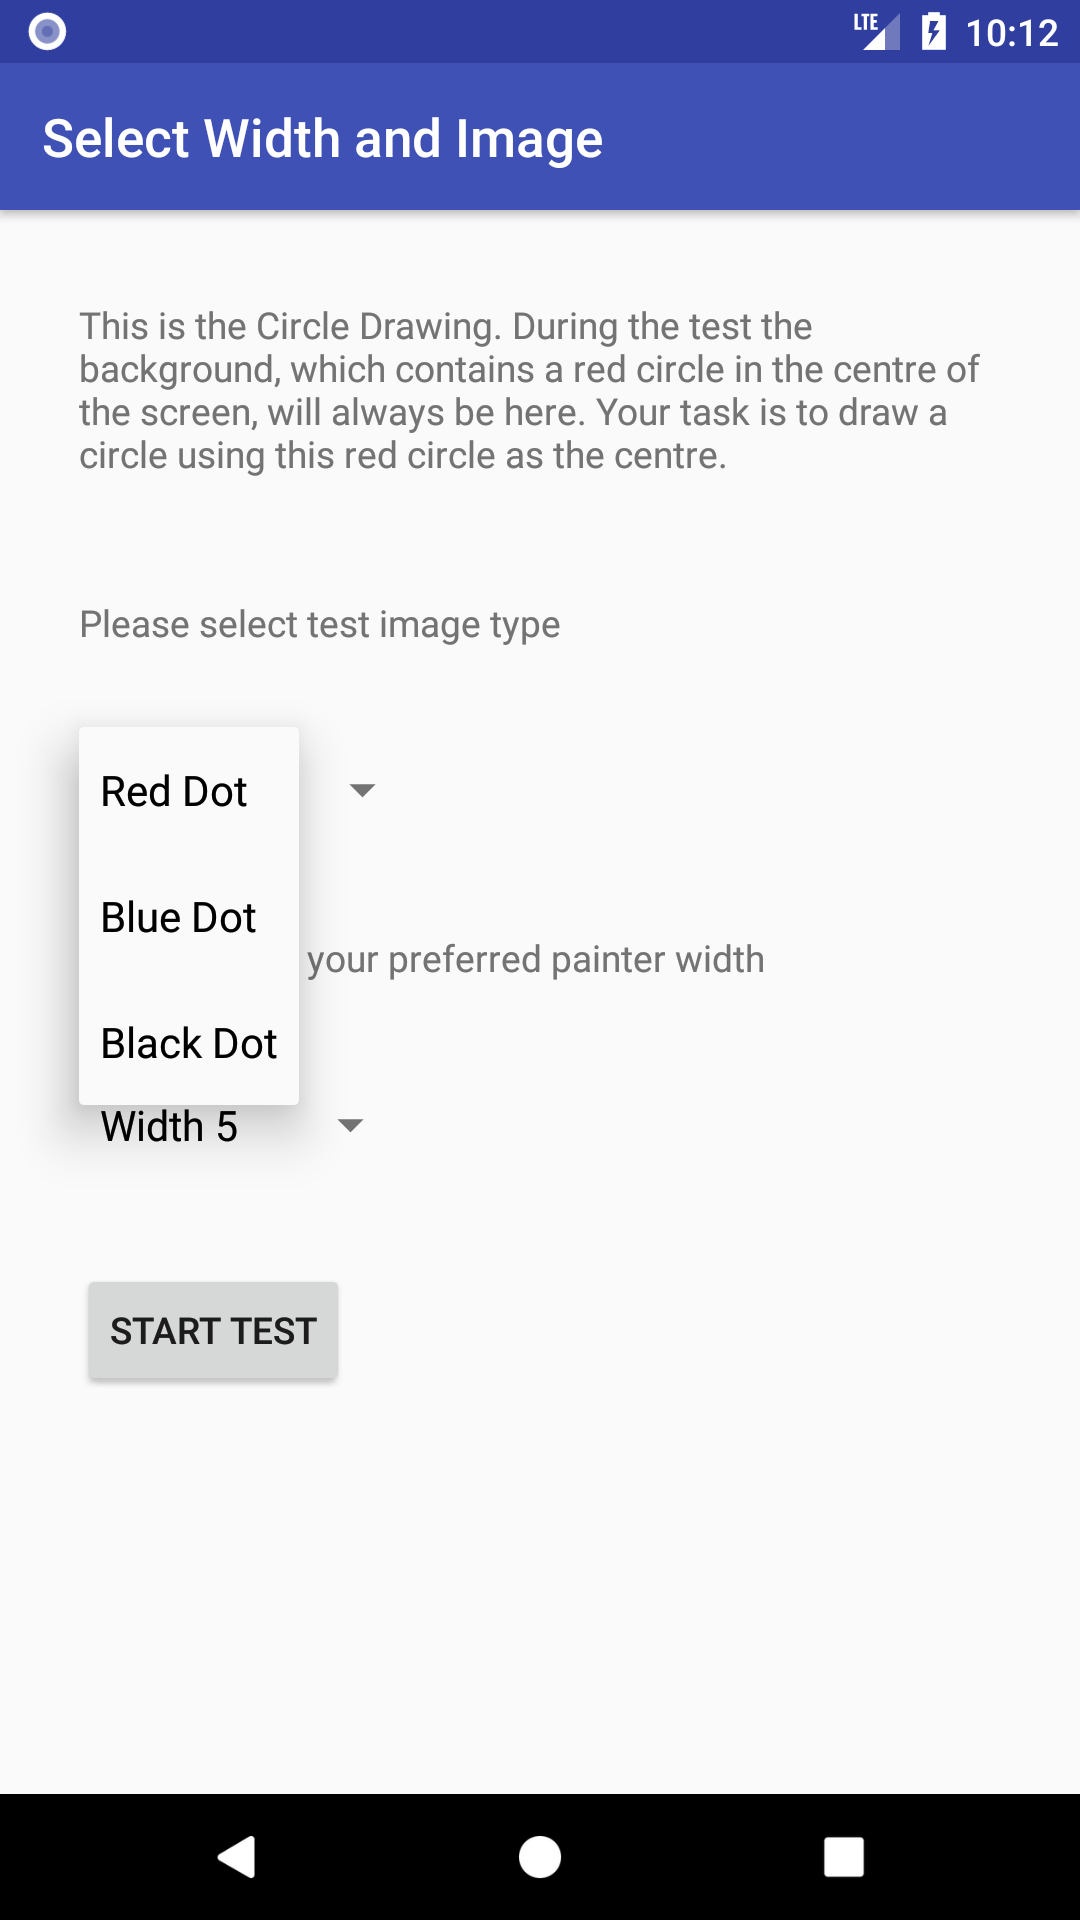 LTE 10:12
Select Width and Image
This is the Circle Drawing. During the test the
background, which contains a red circle in the centre of
the screen, will always be here. Your task is to draw a
circle using this red circle as the centre.
Please select test image type
Red Dot
Blue Dot
your preferred painter width
Black Dot
Width 5
START TEST